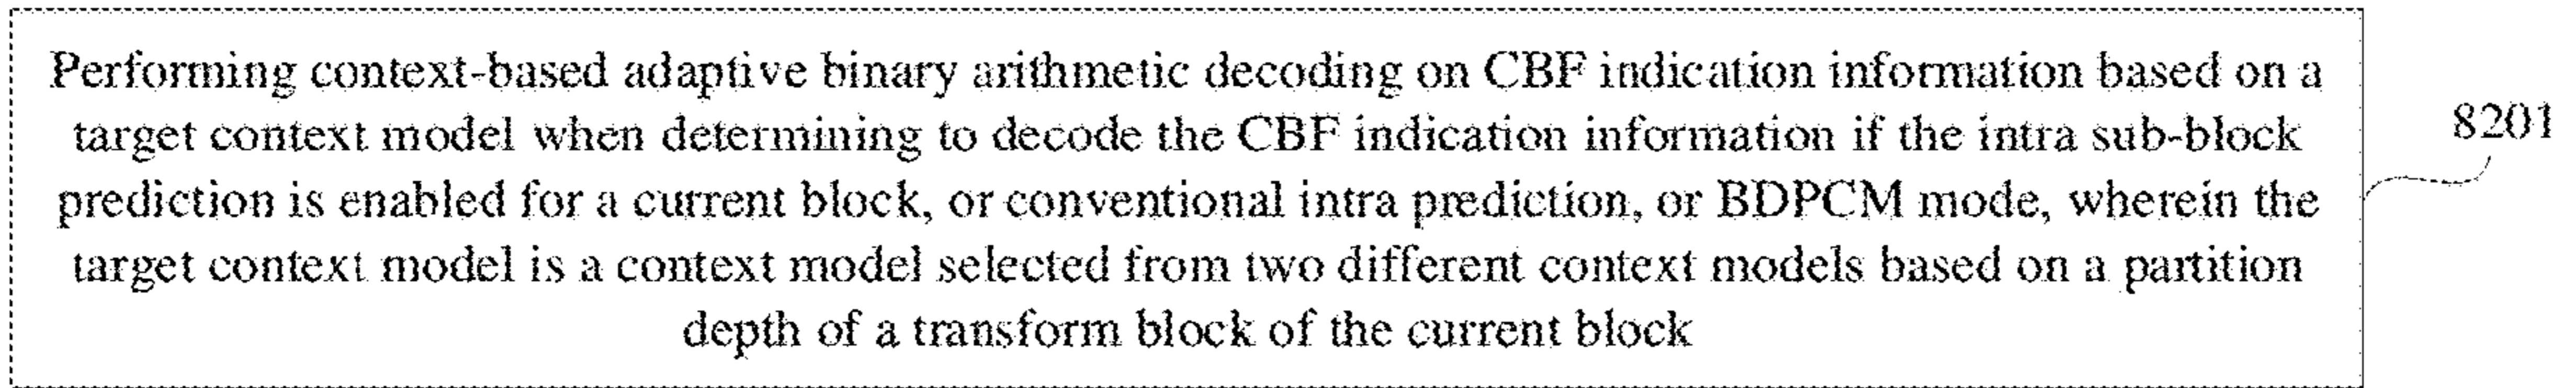 Performing context-based adaptive binary arithmetic decoding on CBF indication information based on a
target context model when determining to decode the CBF indication information if the intra sub-block
prediction is enabled for a current block, or conventional intra prediction, or BDPCM mode, wherein the
target context model is a context model selected from two different context models based on a partition
depth of a transform block of the current block
8201